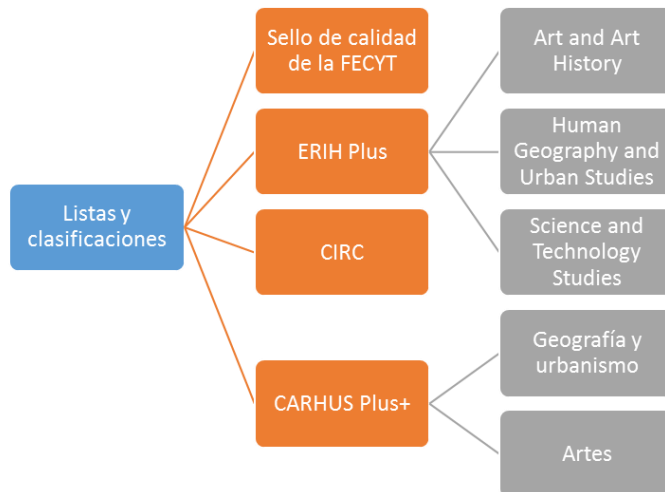 Listas y
clasificaciones
Sello de calidad
de la FECYT
ERIH Plus
CIRC
CARHUS Plus+
Art and Art
History
Human
Geography and
Urban Studies
Science and
Technology
Studies
Geografía y
urbanismo
Artes